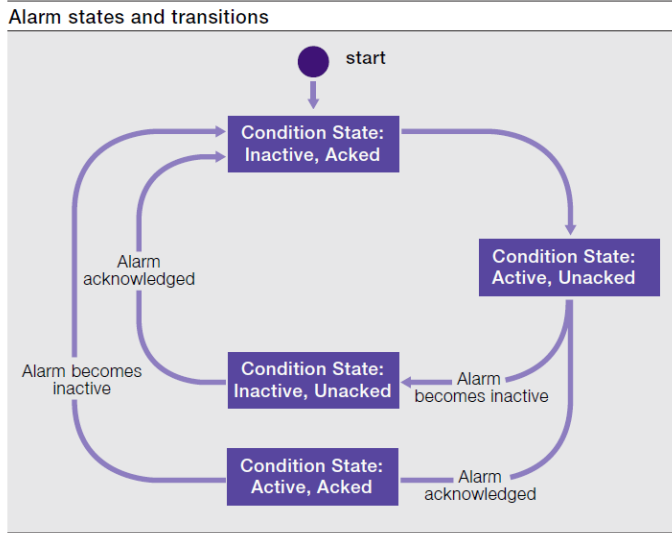 Alarm states and transitions
start
Condition State:
Inactive, Acked
Condition State:
Active, Unacked
Alarm
acknowledged
Alarm becomes
inactive
Condition State:
Inactive, Unacked
Alarm
becomes inactive
Condition State:
Active, Acked
Alarm
acknowledged